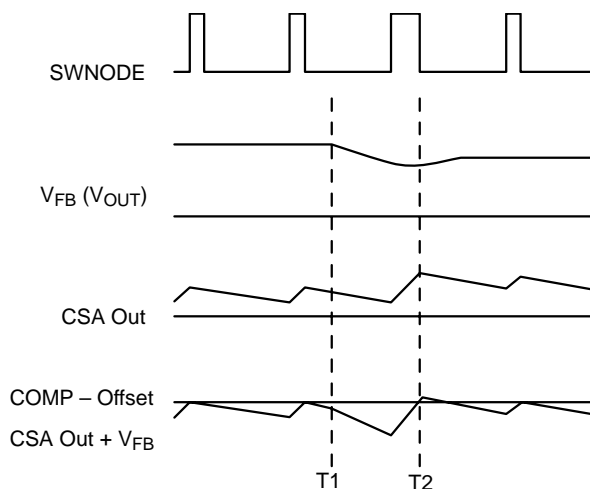 SWNODE
VFB (VOUT)
CSA Out
COMP – Offset
CSA Out + VFB
T1
T2